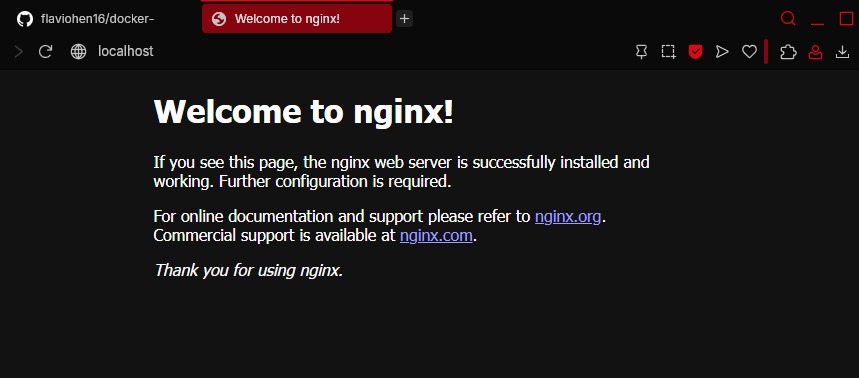 flaviohen16/docker-
Welcome to nginx!
localhost
Welcome to nginx!
If you see this page, the nginx web server is successfully installed and
working. Further configuration is required.
For online documentation and support please refer to nginx.org.
Commercial support is available at nginx.com.
Thank you for using nginx.